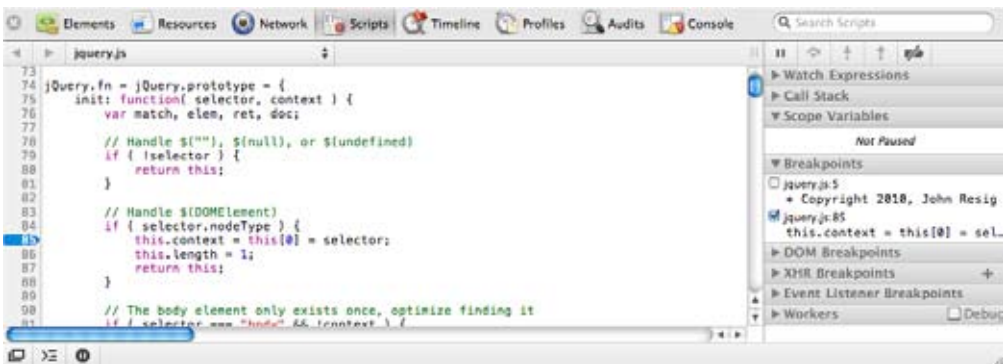 Elements Resources Network Scripts Timeline Profiles Audits Console Search Scripts
jquery.js
73
74 jQuery.fn = jQuery.prototype = {
75 init: function( selector, context ) {
76 var match, elem, ret, doc;
77
78 // Handle $(""), $(null), or $(undefined)
79 if ( !selector ) {
80 return this;
81 }
82
83 // Handle $(DOMElement)
84 if ( selector.nodeType ) {
85 this.context = this[0] = selector;
86 this.length = 1;
87 return this;
88 }
89
90 // The body element only exists once, optimize finding it
91 if ( selector === "body" && !context ) {
Watch Expressions
Call Stack
Scope Variables
Not Paused
Breakpoints
jquery.js:5
* Copyright 2010, John Resig
jquery.js:85
this.context = this[0] = sel…
DOM Breakpoints
XHR Breakpoints +
Event Listener Breakpoints
Workers Debug